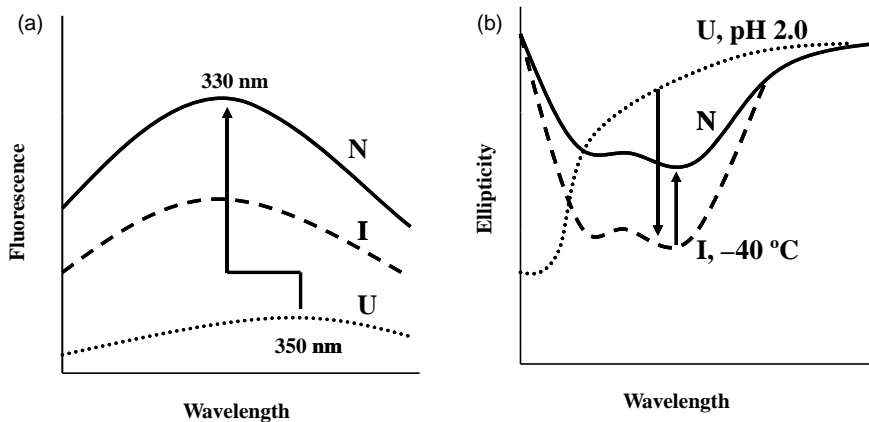 (a)
330 nm
N
I
U
350 nm
Fluorescence
Wavelength
(b)
U, pH 2.0
N
I, –40 ºC
Ellipticity
Wavelength